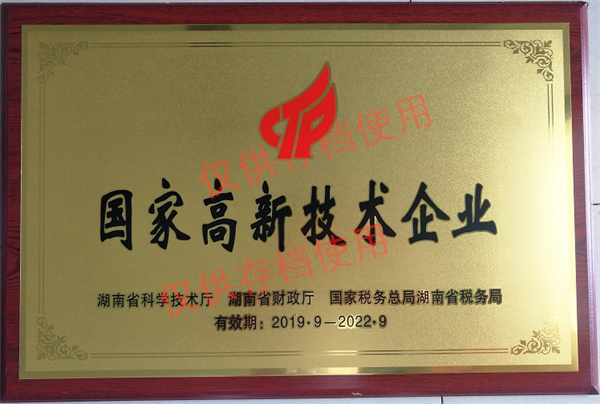 国家高新技术企业
湖南省科学技术厅 湖南省财政厅 国家税务总局湖南省税务局
有效期：2019·9－2022·9
仅供存档使用
仅供存档使用